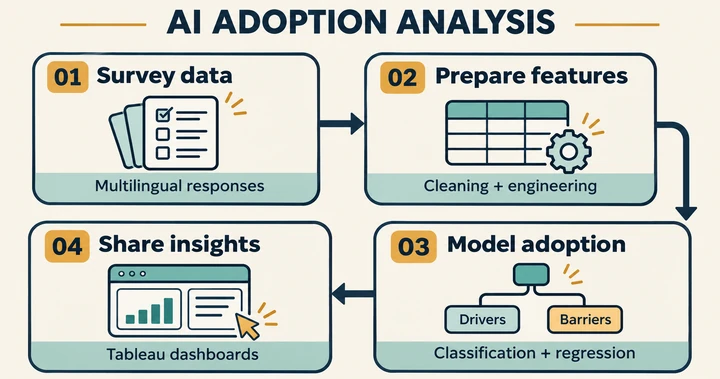 AI ADOPTION ANALYSIS
01 Survey data
Multilingual responses
02 Prepare features
Cleaning + engineering
03 Model adoption
Drivers
Barriers
Classification + regression
04 Share insights
Tableau dashboards